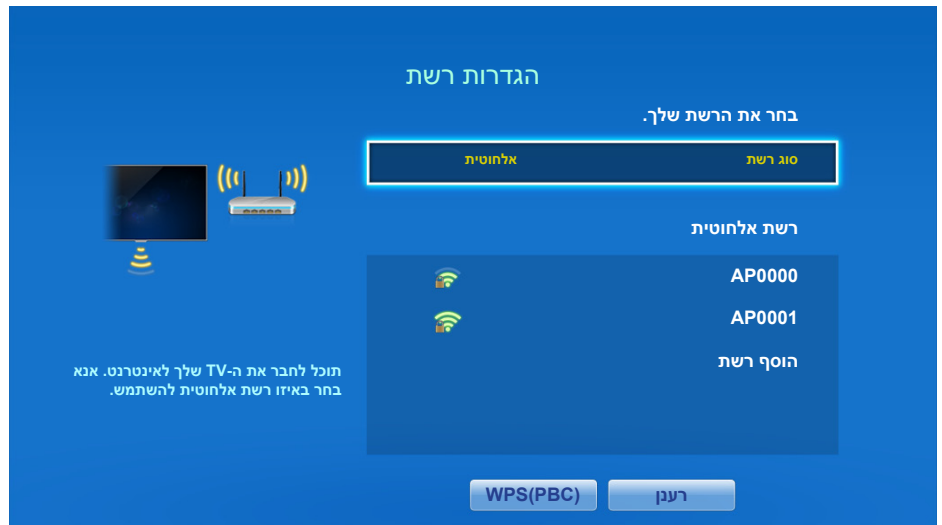 הגדרות רשת
בחר את הרשת שלך.
סוג רשת אלחוטית
רשת אלחוטית
AP0000
AP0001
הוסף רשת
תוכל לחבר את ה-TV שלך לאינטרנט. אנא
בחר באיזו רשת אלחוטית להשתמש.
רענן WPS(PBC)